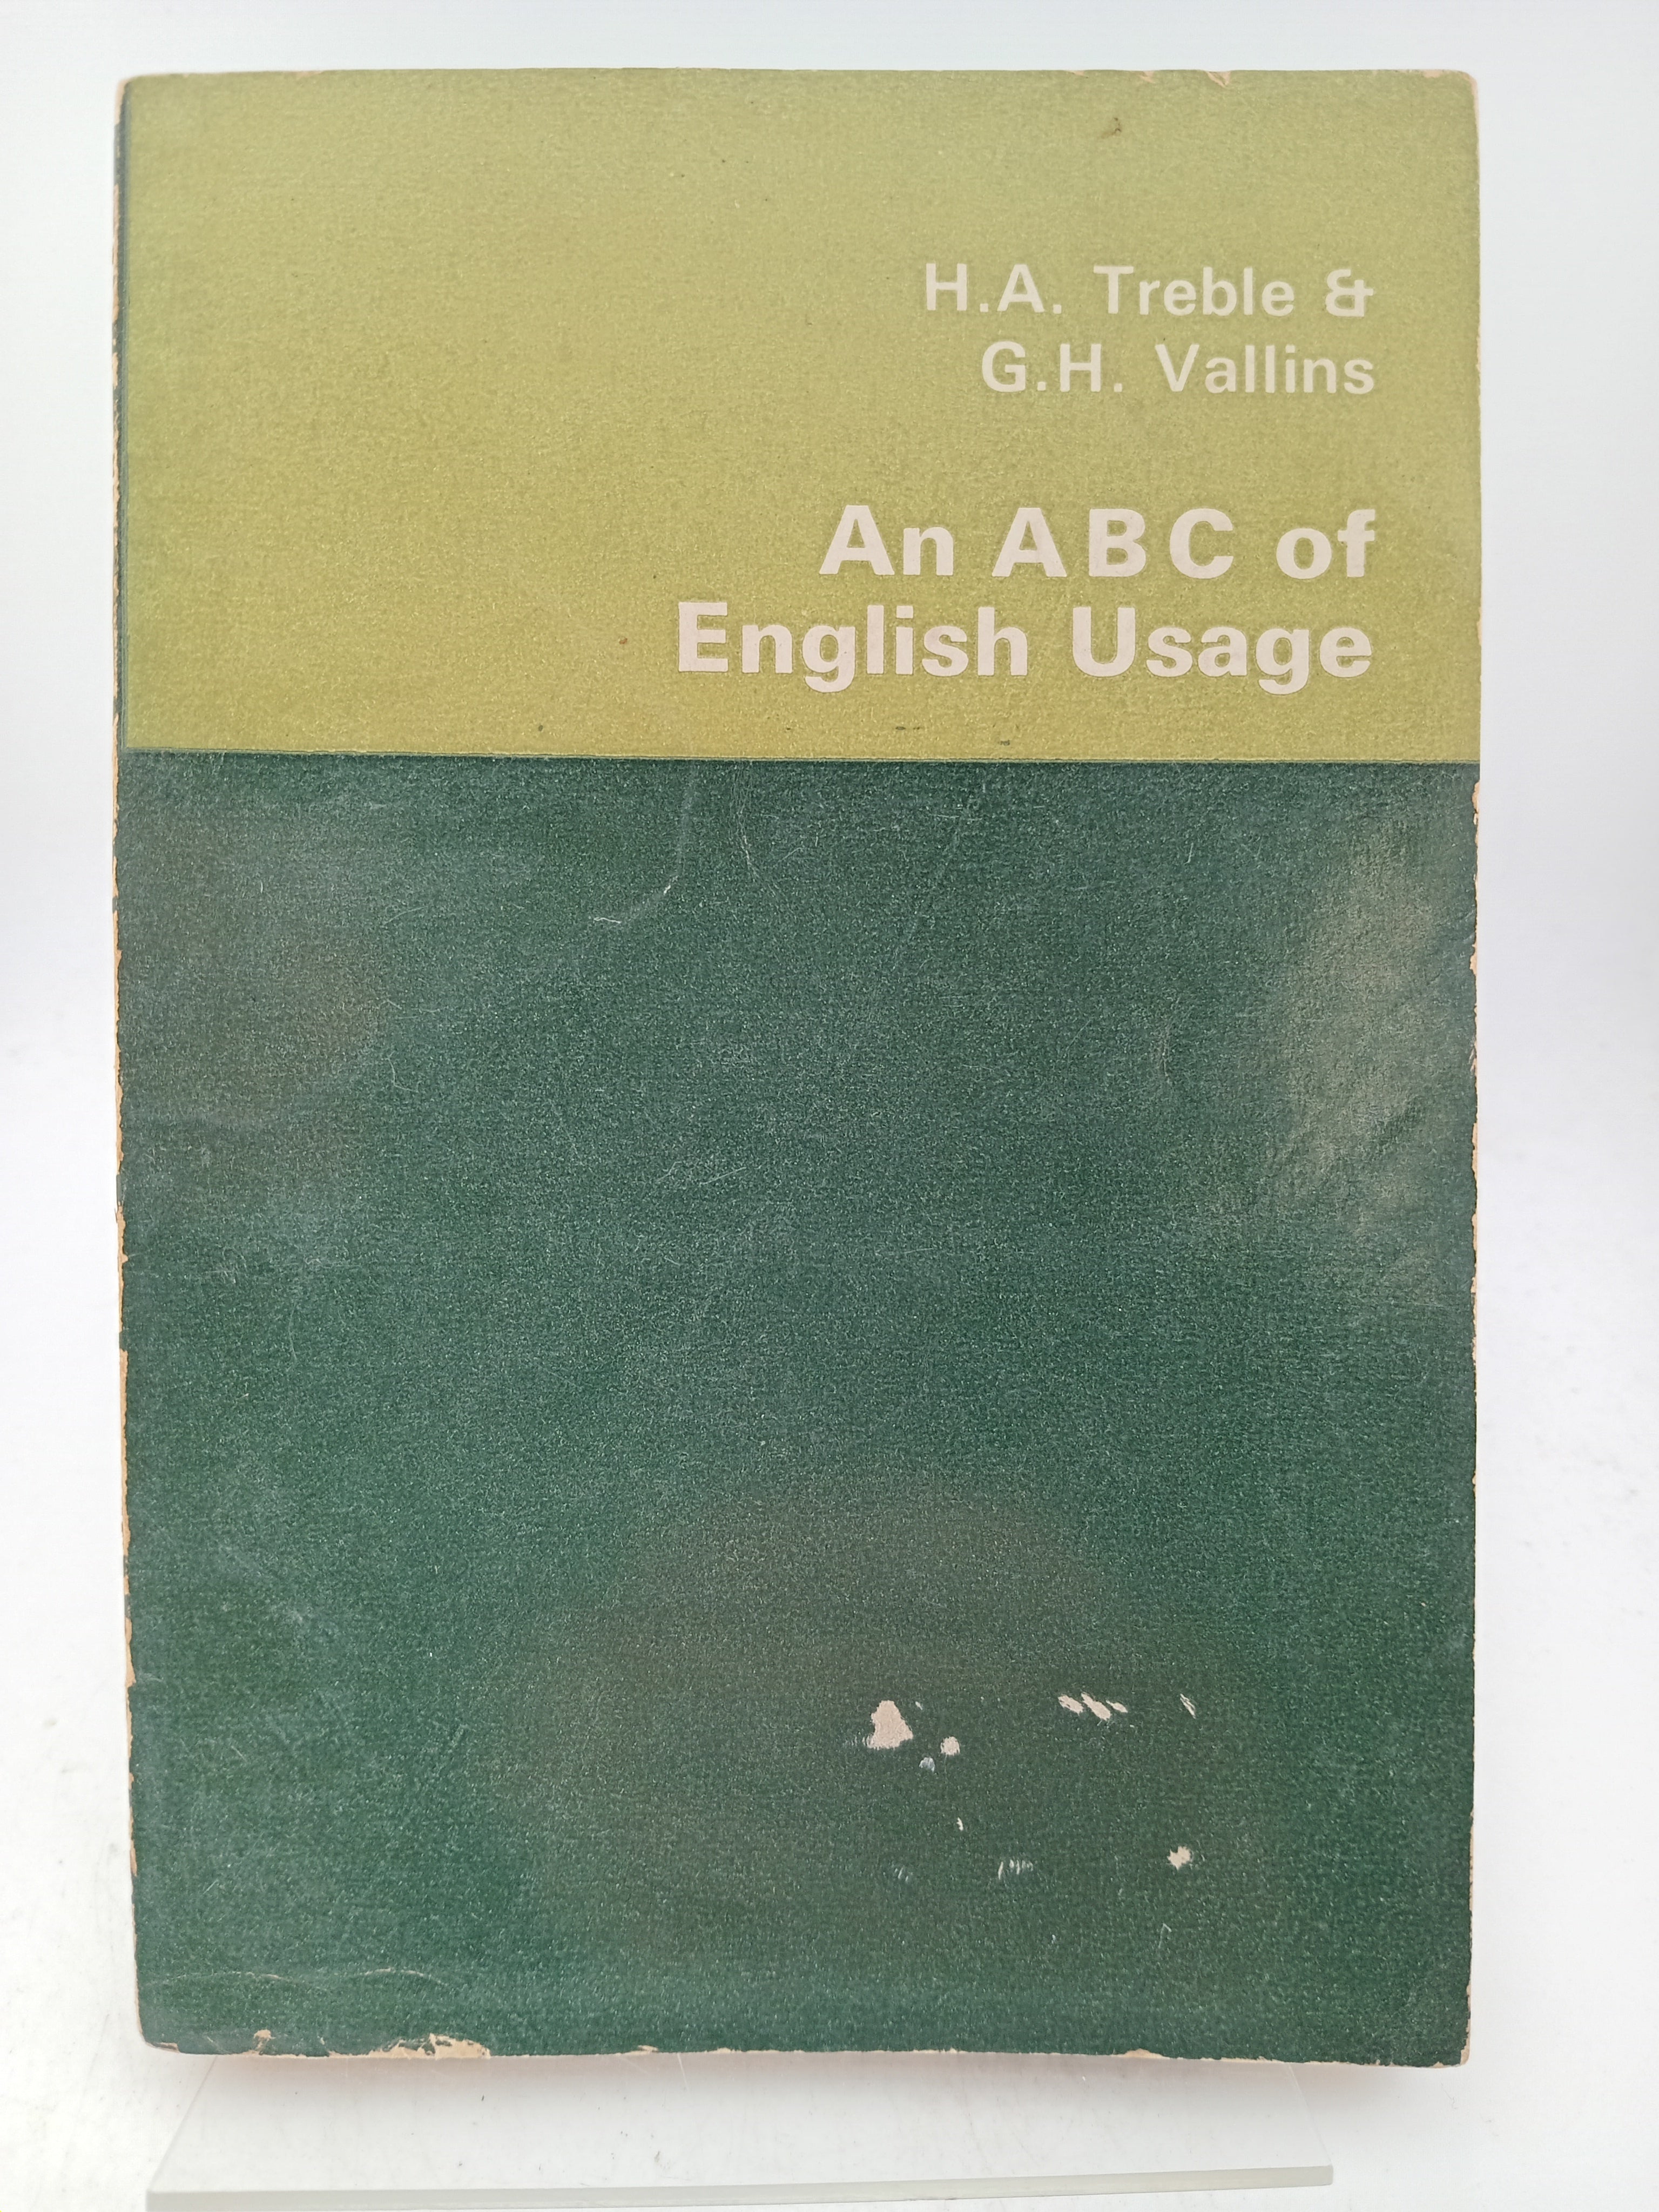 H.A. Treble &
G.H. Vallins
An ABC of
English Usage